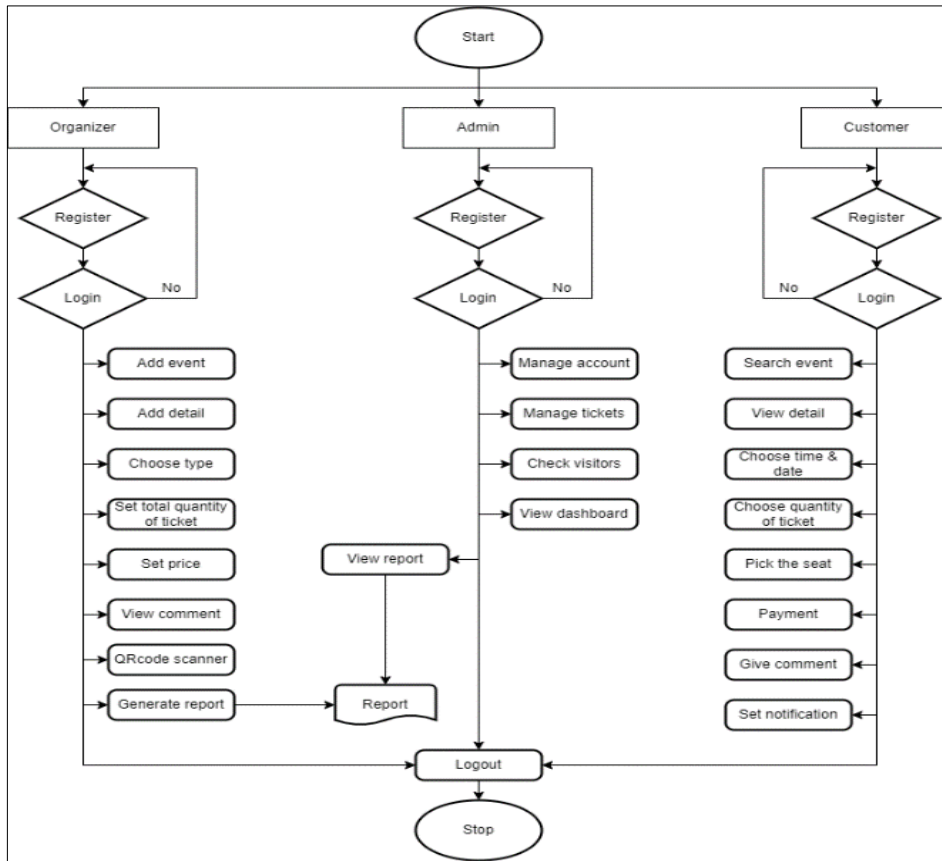 Start
Organizer
Admin
Customer
Register
Register
Register
Login
No
Login
No
No
Login
Add event
Manage account
Search event
Add detail
Manage tickets
View detail
Choose type
Check visitors
Choose time &
date
Set total quantity
of ticket
View dashboard
Choose quantity
of ticket
Set price
View report
Pick the seat
View comment
Payment
QRcode scanner
Give comment
Generate report
Report
Set notification
Logout
Stop